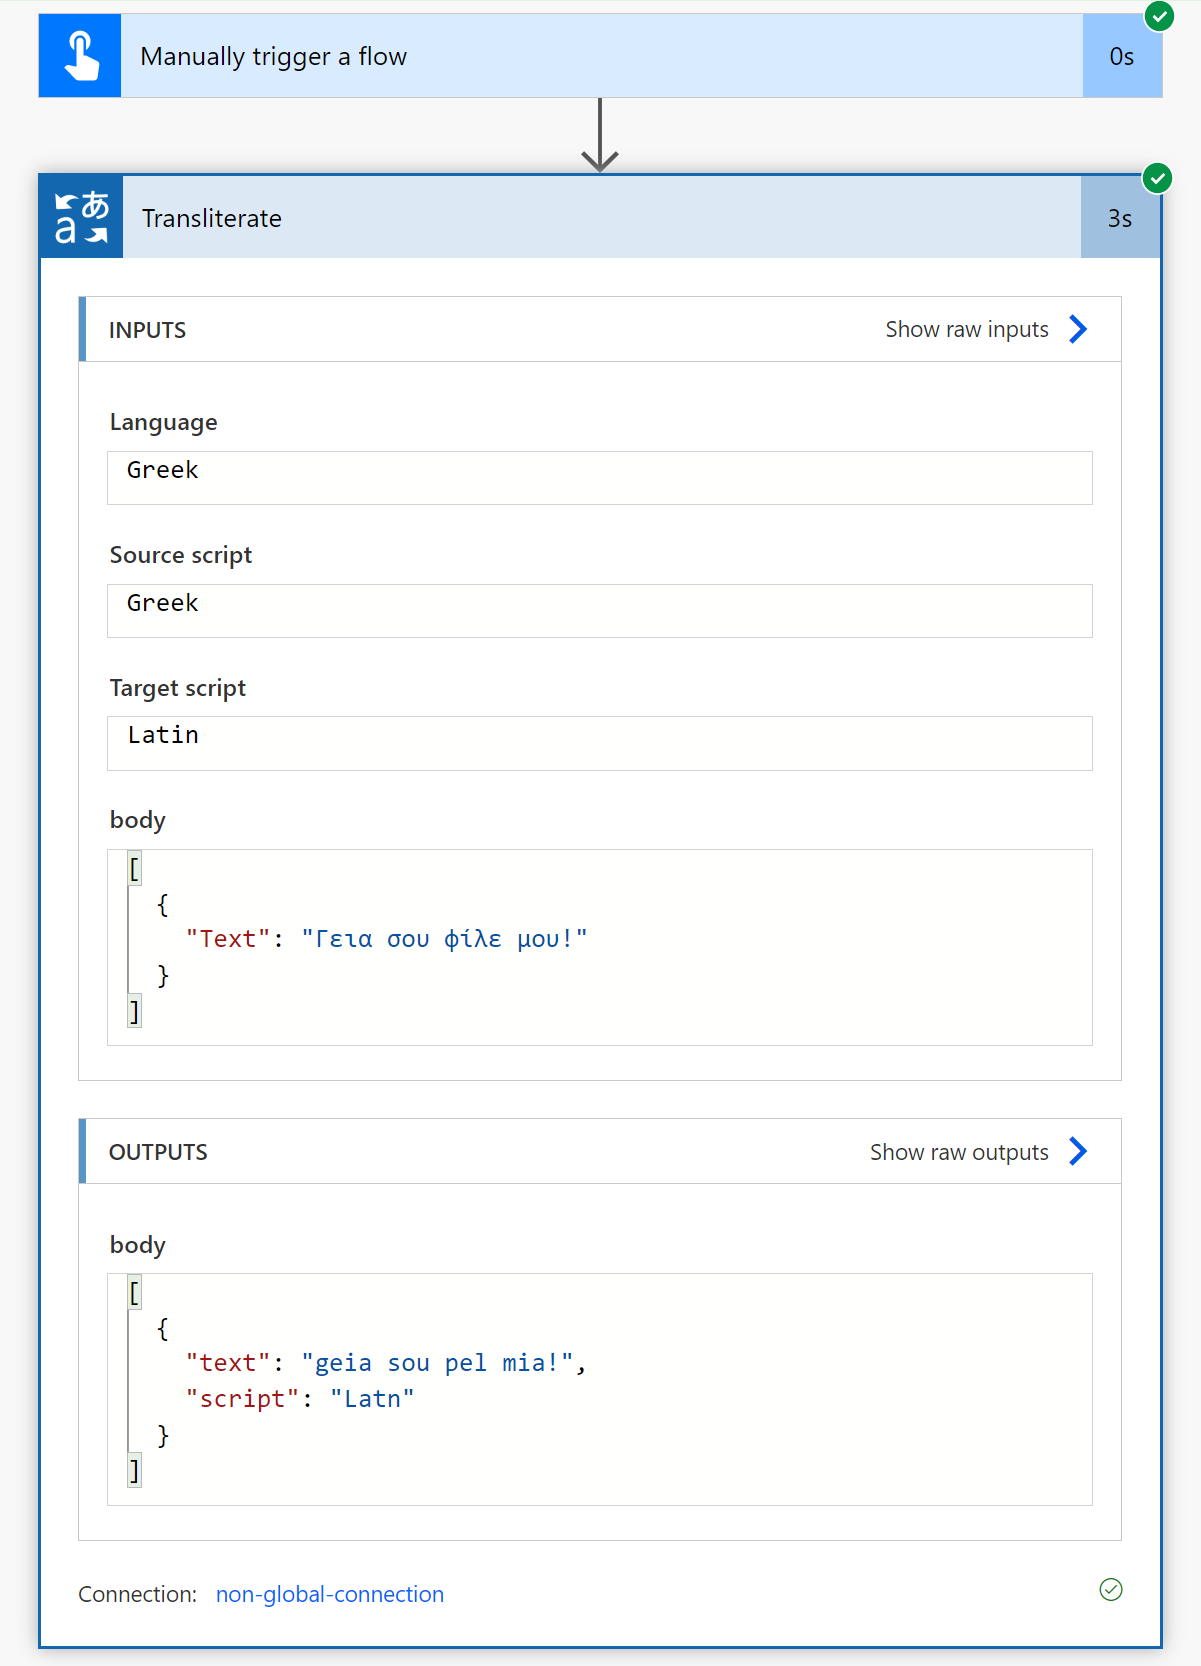 Manually trigger a flow
0s
Transliterate
3s
INPUTS
Show raw inputs
Language
Greek
Source script
Greek
Target script
Latin
body
[
{
"Text": "Γεια σου φίλε μου!"
}
]
OUTPUTS
Show raw outputs
body
[
{
"text": "geia sou pel mia!",
"script": "Latn"
}
]
Connection: non-global-connection